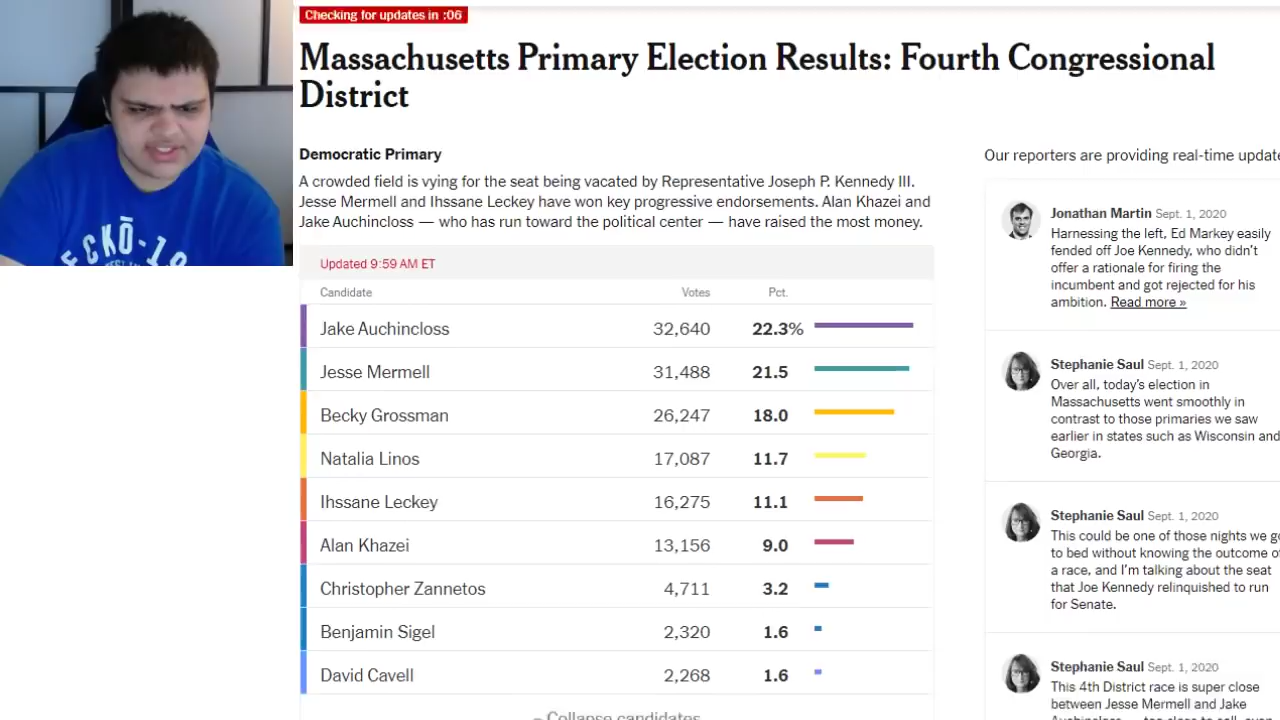 Checking for updates in :06
Massachusetts Primary Election Results: Fourth Congressional
District
Democratic Primary
A crowded field is vying for the seat being vacated by Representative Joseph P. Kennedy III.
Jesse Mermell and Ihssane Leckey have won key progressive endorsements. Alan Khazei and
Jake Auchincloss — who has run toward the political center — have raised the most money.
Updated 9:59 AM ET
Candidate Votes Pct.
Jake Auchincloss 32,640 22.3%
Jesse Mermell 31,488 21.5
Becky Grossman 26,247 18.0
Natalia Linos 17,087 11.7
Ihssane Leckey 16,275 11.1
Alan Khazei 13,156 9.0
Christopher Zannetos 4,711 3.2
Benjamin Sigel 2,320 1.6
David Cavell 2,268 1.6
– Collapse candidates
Our reporters are providing real-time update
Jonathan Martin Sept. 1, 2020
Harnessing the left, Ed Markey easily
fended off Joe Kennedy, who didn't
offer a rationale for firing the
incumbent and got rejected for his
ambition. Read more »
Stephanie Saul Sept. 1, 2020
Over all, today's election in
Massachusetts went smoothly in
contrast to those primaries we saw
earlier in states such as Wisconsin and
Georgia.
Stephanie Saul Sept. 1, 2020
This could be one of those nights we go
to bed without knowing the outcome of
a race, and I'm talking about the seat
that Joe Kennedy relinquished to run
for Senate.
Stephanie Saul Sept. 1, 2020
This 4th District race is super close
between Jesse Mermell and Jake